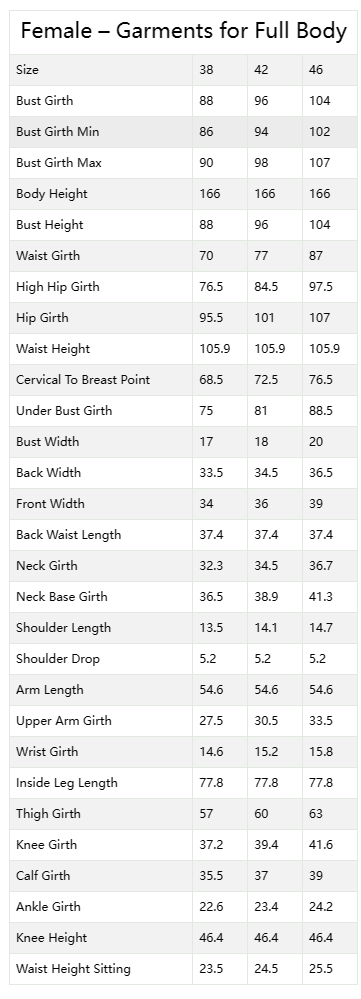 Female – Garments for Full Body
Size 38 42 46
Bust Girth 88 96 104
Bust Girth Min 86 94 102
Bust Girth Max 90 98 107
Body Height 166 166 166
Bust Height 88 96 104
Waist Girth 70 77 87
High Hip Girth 76.5 84.5 97.5
Hip Girth 95.5 101 107
Waist Height 105.9 105.9 105.9
Cervical To Breast Point 68.5 72.5 76.5
Under Bust Girth 75 81 88.5
Bust Width 17 18 20
Back Width 33.5 34.5 36.5
Front Width 34 36 39
Back Waist Length 37.4 37.4 37.4
Neck Girth 32.3 34.5 36.7
Neck Base Girth 36.5 38.9 41.3
Shoulder Length 13.5 14.1 14.7
Shoulder Drop 5.2 5.2 5.2
Arm Length 54.6 54.6 54.6
Upper Arm Girth 27.5 30.5 33.5
Wrist Girth 14.6 15.2 15.8
Inside Leg Length 77.8 77.8 77.8
Thigh Girth 57 60 63
Knee Girth 37.2 39.4 41.6
Calf Girth 35.5 37 39
Ankle Girth 22.6 23.4 24.2
Knee Height 46.4 46.4 46.4
Waist Height Sitting 23.5 24.5 25.5